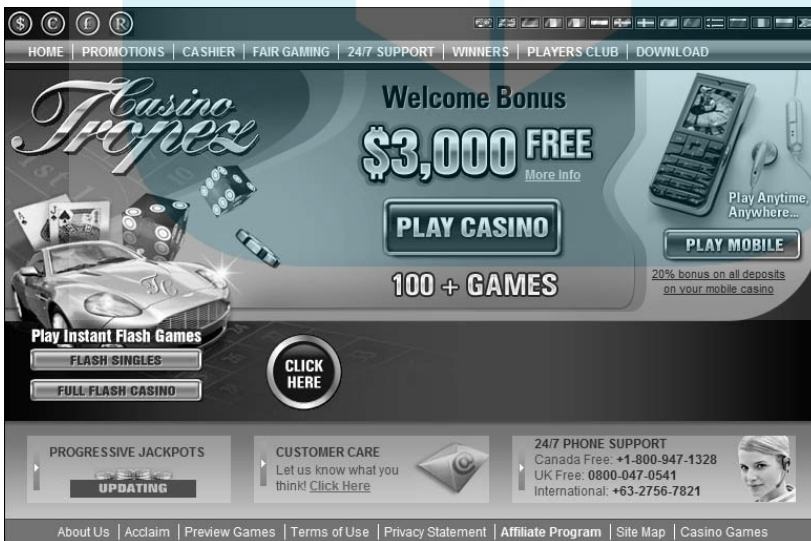 $ € £ R
HOME | PROMOTIONS | CASHIER | FAIR GAMING | 24/7 SUPPORT | WINNERS | PLAYERS CLUB | DOWNLOAD
Casino
Tropez
Welcome Bonus
$3,000 FREE
More Info
PLAY CASINO
100 + GAMES
Play Anytime,
Anywhere...
PLAY MOBILE
20% bonus on all deposits
on your mobile casino
TC
Play Instant Flash Games
FLASH SINGLES
FULL FLASH CASINO
CLICK
HERE
PROGRESSIVE JACKPOTS
UPDATING
CUSTOMER CARE
Let us know what you
think! Click Here
@
24/7 PHONE SUPPORT
Canada Free: +1-800-947-1328
UK Free: 0800-047-0541
International: +63-2756-7821
About Us | Acclaim | Preview Games | Terms of Use | Privacy Statement | Affiliate Program | Site Map | Casino Games